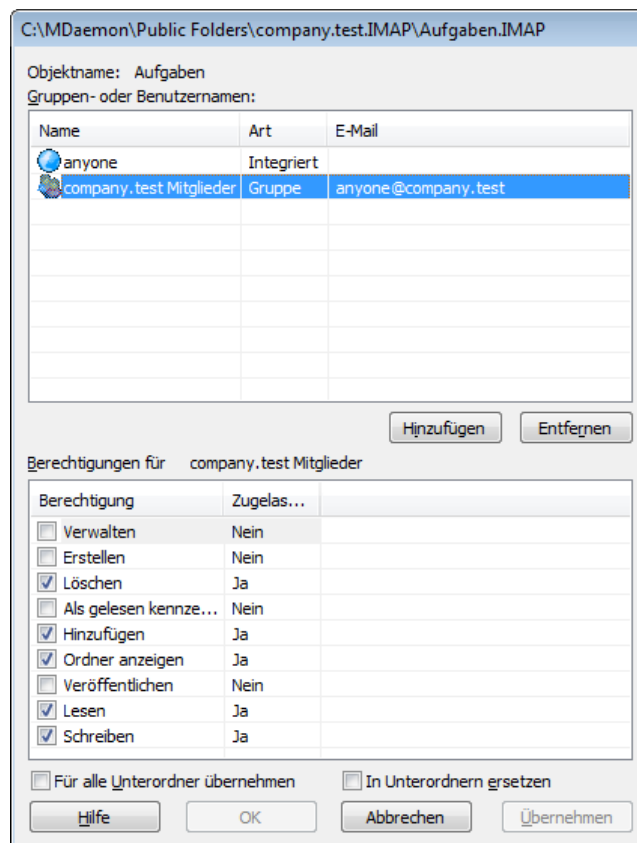 C:\MDaemon\Public Folders\company.test.IMAP\Aufgaben.IMAP
Objektname: Aufgaben
Gruppen- oder Benutzernamen:
Name Art E-Mail
anyone Integriert
company.test Mitglieder Gruppe anyone@company.test
Hinzufügen Entfernen
Berechtigungen für company.test Mitglieder
Berechtigung Zugelas...
Verwalten Nein
Erstellen Nein
Löschen Ja
Als gelesen kennze... Nein
Hinzufügen Ja
Ordner anzeigen Ja
Veröffentlichen Nein
Lesen Ja
Schreiben Ja
Für alle Unterordner übernehmen In Unterordnern ersetzen
Hilfe OK Abbrechen Übernehmen